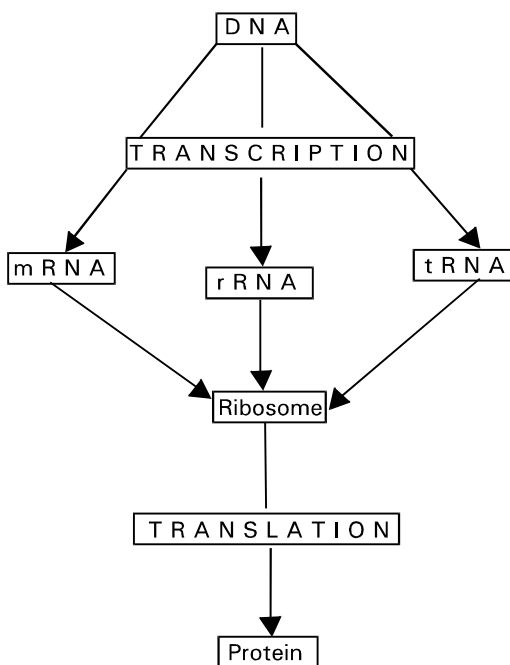 DNA
TRANSCRIPTION
mRNA
rRNA
tRNA
Ribosome
TRANSLATION
Protein